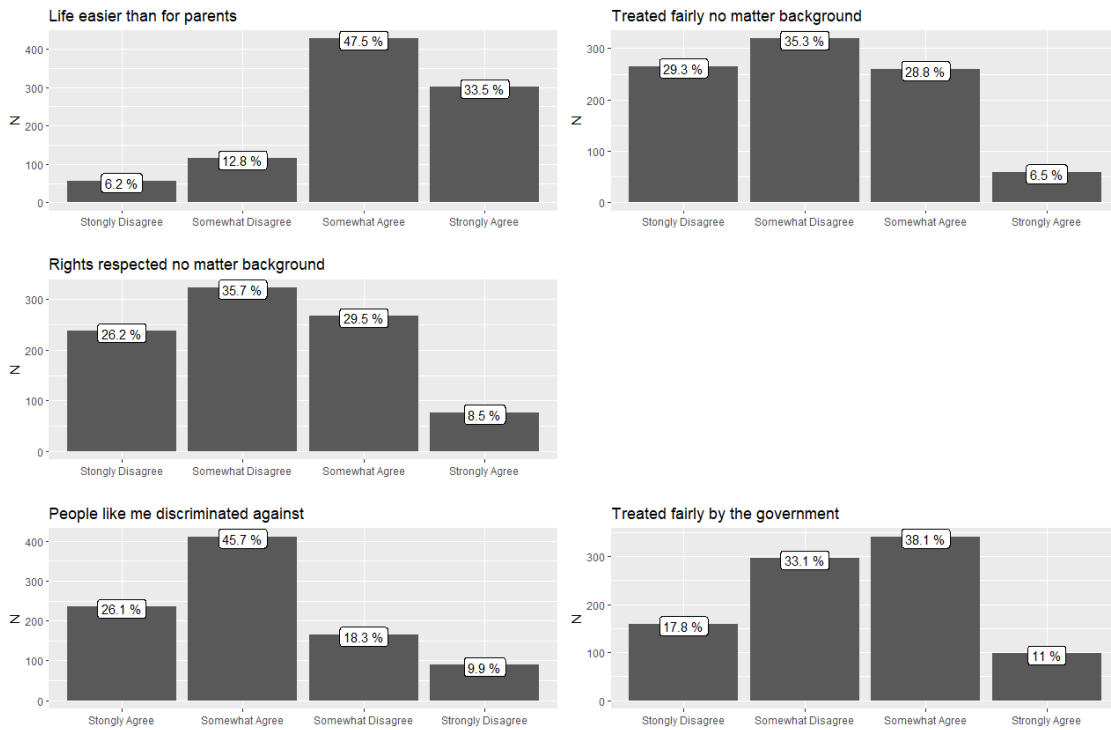 Life easier than for parents
N
400
300
200
100
0
47.5 %
33.5 %
12.8 %
6.2 %
Stongly Disagree Somewhat Disagree Somewhat Agree Strongly Agree
Treated fairly no matter background
N
300
200
100
0
35.3 %
29.3 %
28.8 %
6.5 %
Stongly Disagree Somewhat Disagree Somewhat Agree Strongly Agree
Rights respected no matter background
N
300
200
100
0
35.7 %
29.5 %
26.2 %
8.5 %
Stongly Disagree Somewhat Disagree Somewhat Agree Strongly Agree
People like me discriminated against
N
400
300
200
100
0
45.7 %
26.1 %
18.3 %
9.9 %
Stongly Agree Somewhat Agree Somewhat Disagree Strongly Disagree
Treated fairly by the government
N
300
200
100
0
38.1 %
33.1 %
17.8 %
11 %
Stongly Disagree Somewhat Disagree Somewhat Agree Strongly Agree